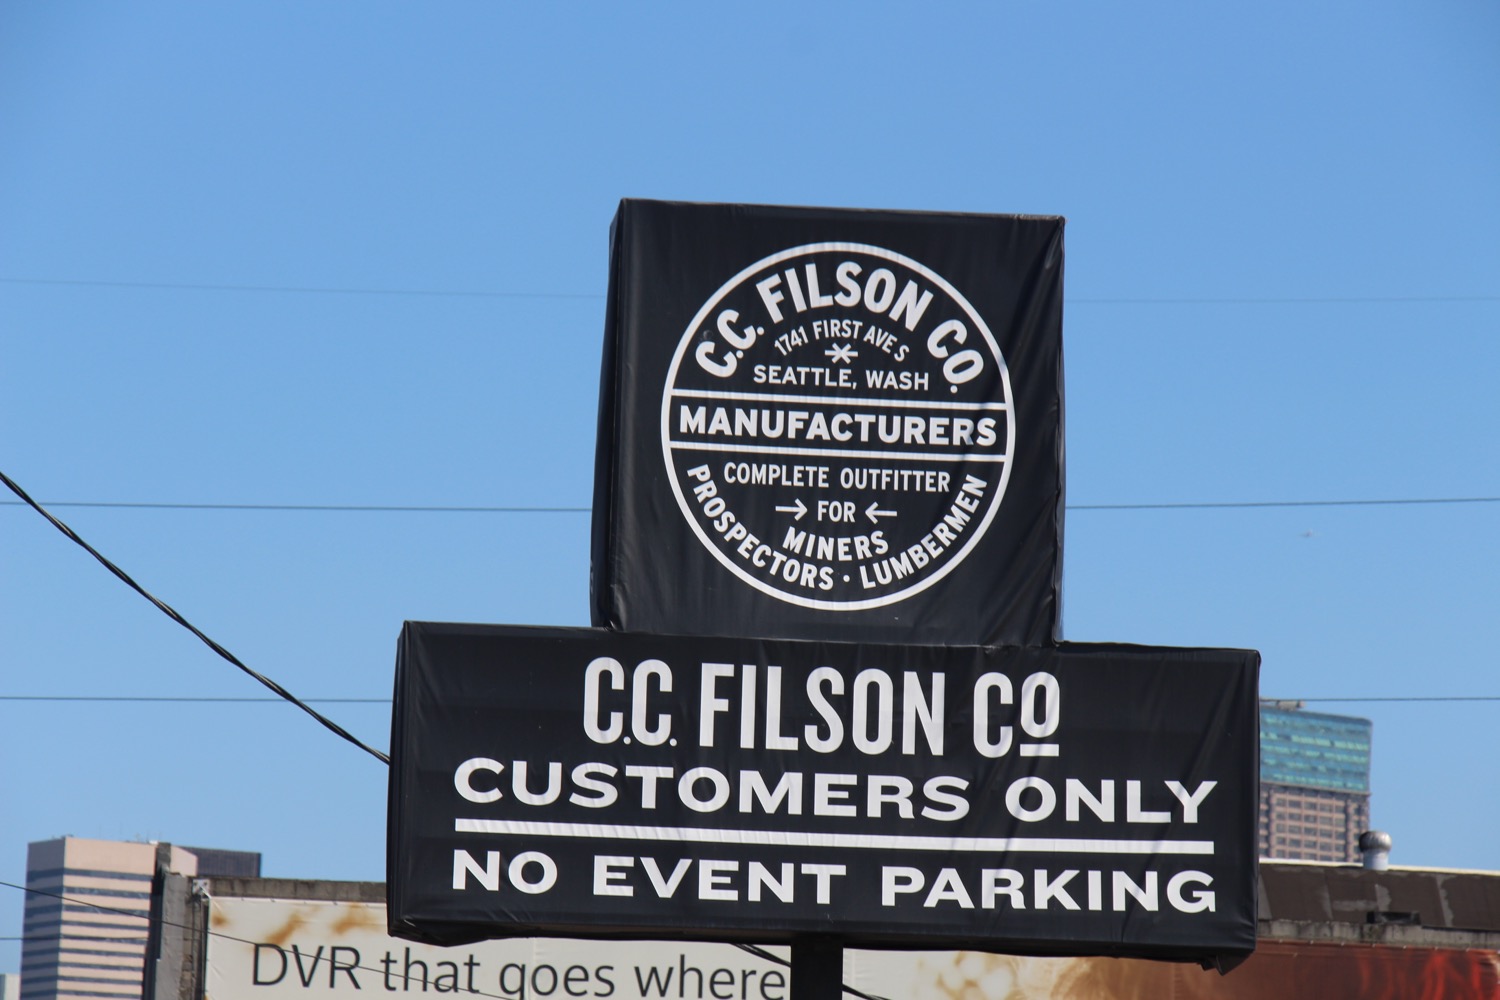 C.C. FILSON CO.
1741 FIRST AVE S
SEATTLE, WASH
MANUFACTURERS
COMPLETE OUTFITTER
→ FOR ←
MINERS
PROSPECTORS · LUMBERMEN
C.C. FILSON CO
CUSTOMERS ONLY
NO EVENT PARKING
DVR that goes where